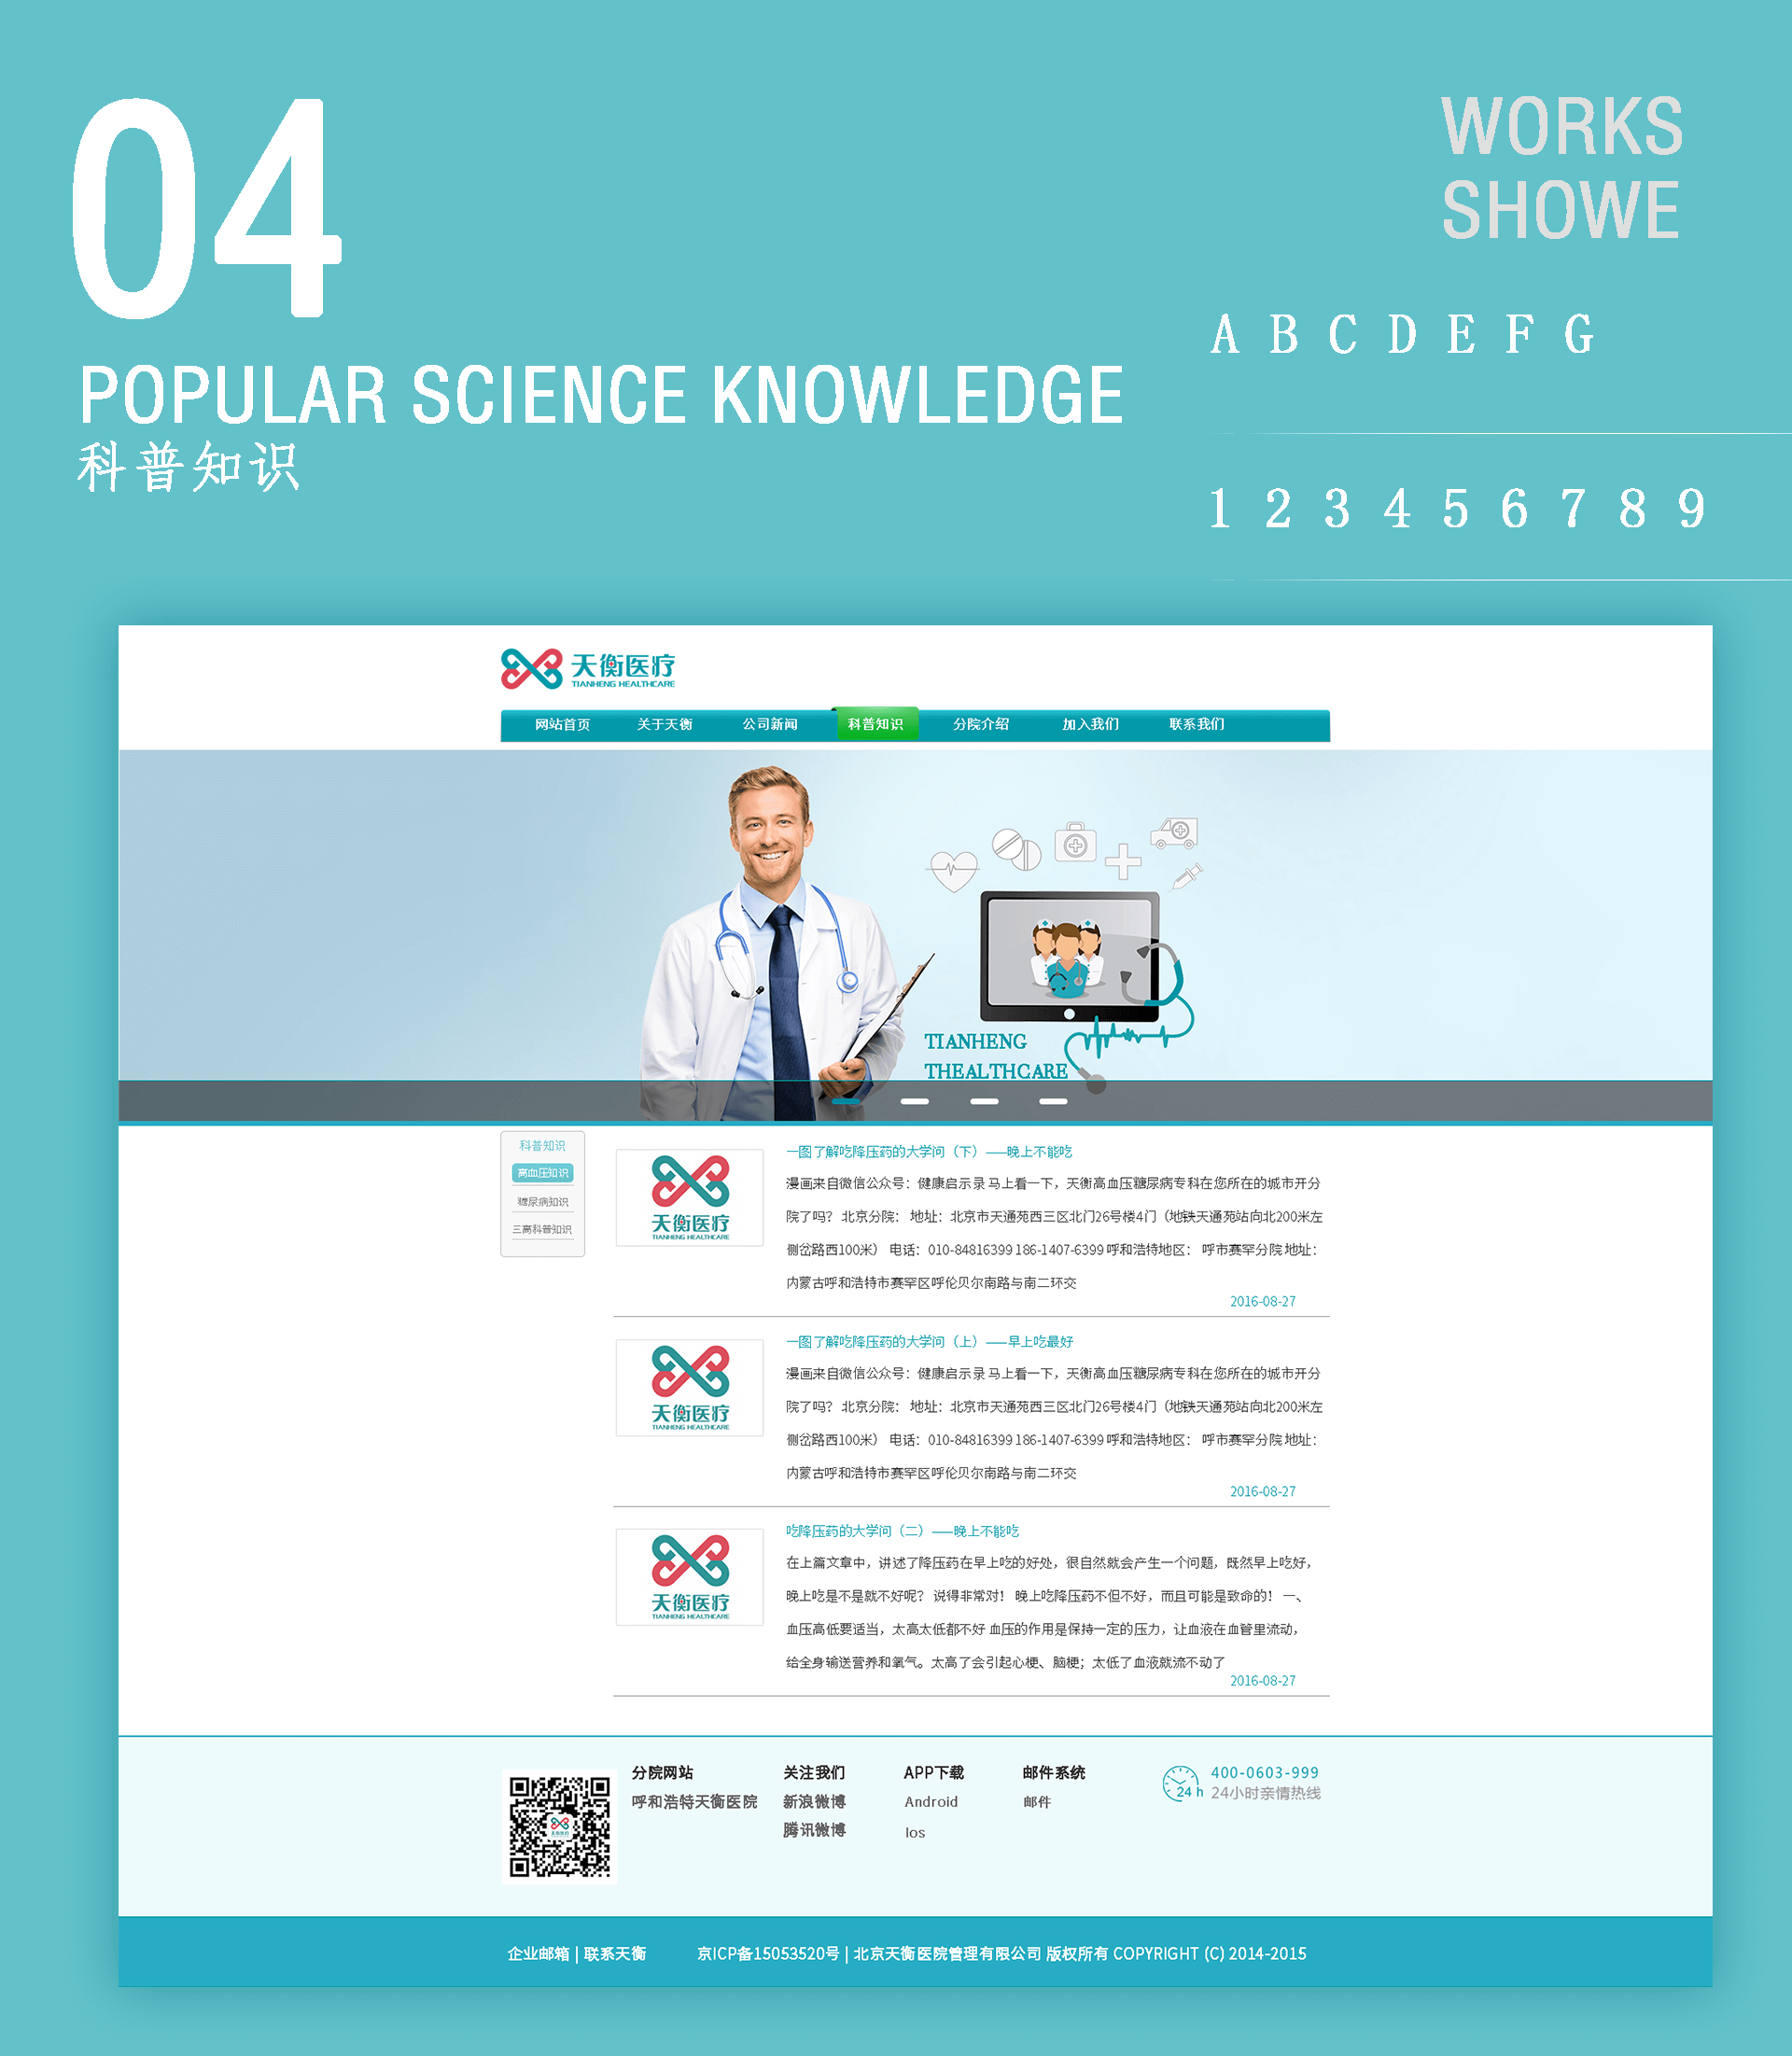 04
WORKS
SHOWE
A B C D E F G
POPULAR SCIENCE KNOWLEDGE
科普知识
1 2 3 4 5 6 7 8 9
天衡医疗
TIANHENG HEALTHCARE
网站首页 关于天衡 公司新闻 科普知识 分院介绍 加入我们 联系我们
TIANHENG
THEALTHCARE
科普知识
高血压知识
糖尿病知识
三高科普知识
天衡医疗
TIANHENG HEALTHCARE
一图了解吃降压药的大学问（下）——晚上不能吃
漫画来自微信公众号：健康启示录 马上看一下，天衡高血压糖尿病专科在您所在的城市开分
院了吗？ 北京分院： 地址：北京市天通苑西三区北门26号楼4门（地铁天通苑站向北200米左
侧岔路西100米） 电话：010-84816399 186-1407-6399 呼和浩特地区： 呼市赛罕分院 地址：
内蒙古呼和浩特市赛罕区呼伦贝尔南路与南二环交
2016-08-27
天衡医疗
TIANHENG HEALTHCARE
一图了解吃降压药的大学问（上）——早上吃最好
漫画来自微信公众号：健康启示录 马上看一下，天衡高血压糖尿病专科在您所在的城市开分
院了吗？ 北京分院： 地址：北京市天通苑西三区北门26号楼4门（地铁天通苑站向北200米左
侧岔路西100米） 电话：010-84816399 186-1407-6399 呼和浩特地区： 呼市赛罕分院 地址：
内蒙古呼和浩特市赛罕区呼伦贝尔南路与南二环交
2016-08-27
天衡医疗
TIANHENG HEALTHCARE
吃降压药的大学问（二）——晚上不能吃
在上篇文章中，讲述了降压药在早上吃的好处，很自然就会产生一个问题，既然早上吃好，
晚上吃是不是就不好呢？ 说得非常对！ 晚上吃降压药不但不好，而且可能是致命的！ 一、
血压高低要适当，太高太低都不好 血压的作用是保持一定的压力，让血液在血管里流动，
给全身输送营养和氧气。太高了会引起心梗、脑梗；太低了血液就流不动了
2016-08-27
分院网站 关注我们 APP下载 邮件系统
呼和浩特天衡医院 新浪微博 Android 邮件
腾讯微博 Ios
24 h
400-0603-999
24小时亲情热线
企业邮箱 | 联系天衡 京ICP备15053520号 | 北京天衡医院管理有限公司 版权所有 COPYRIGHT (C) 2014-2015